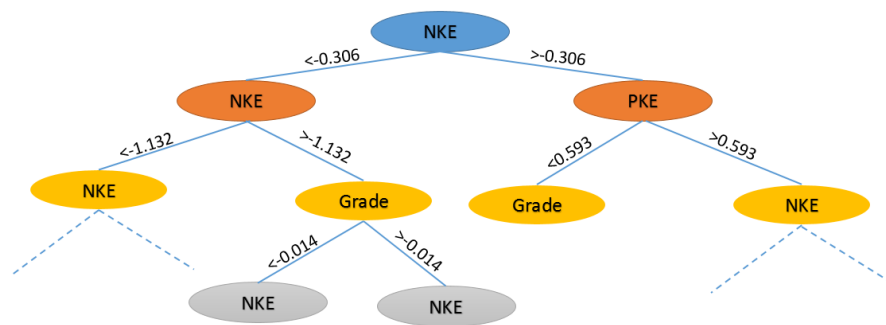 NKE
<-0.306
>-0.306
NKE
PKE
<-1.132
>-1.132
<0.593
>0.593
NKE
Grade
Grade
NKE
<-0.014
>-0.014
NKE
NKE